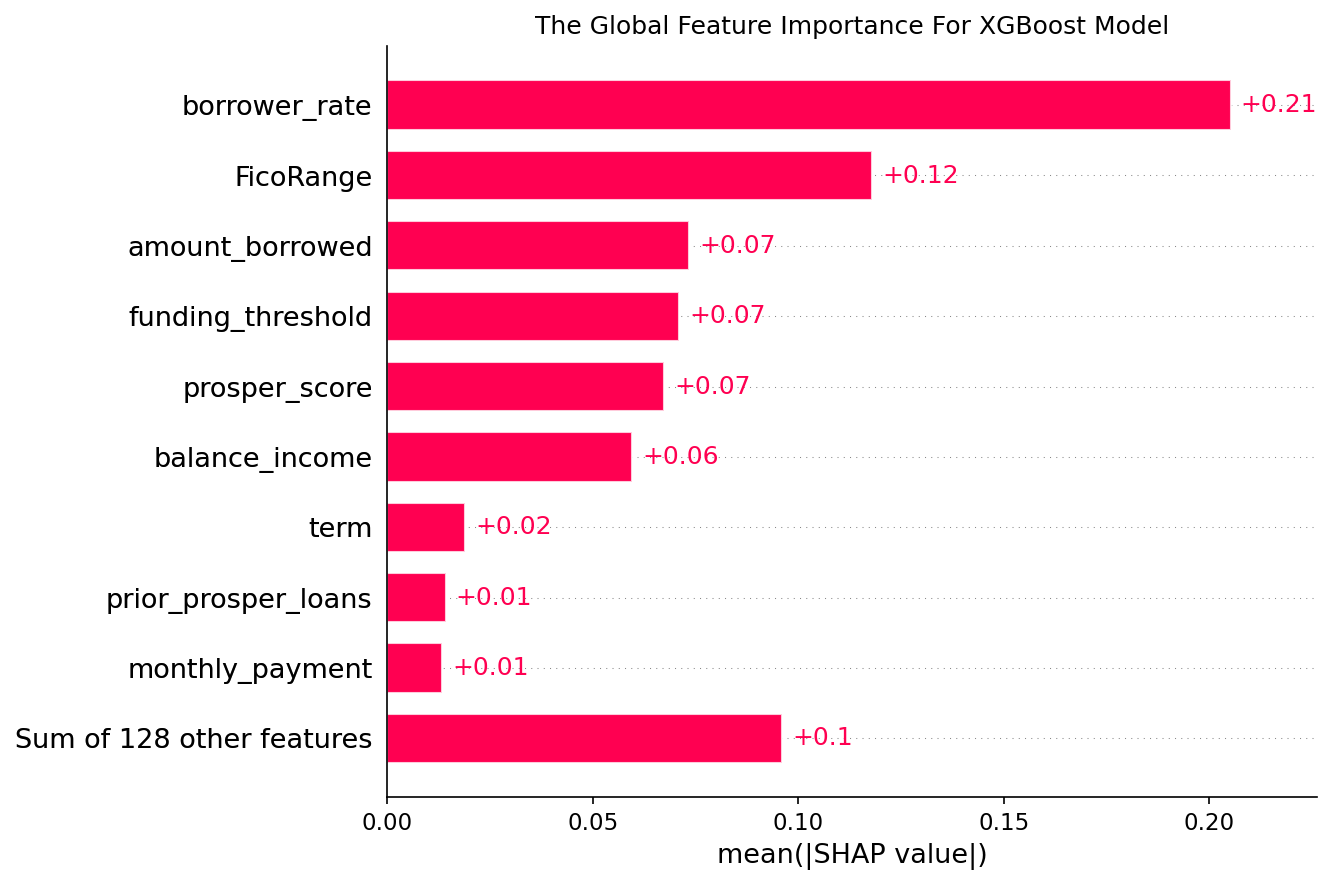 The Global Feature Importance For XGBoost Model
borrower_rate
+0.21
FicoRange
+0.12
amount_borrowed
+0.07
funding_threshold
+0.07
prosper_score
+0.07
balance_income
+0.06
term
+0.02
prior_prosper_loans
+0.01
monthly_payment
+0.01
Sum of 128 other features
+0.1
0.00 0.05 0.10 0.15 0.20
mean(|SHAP value|)